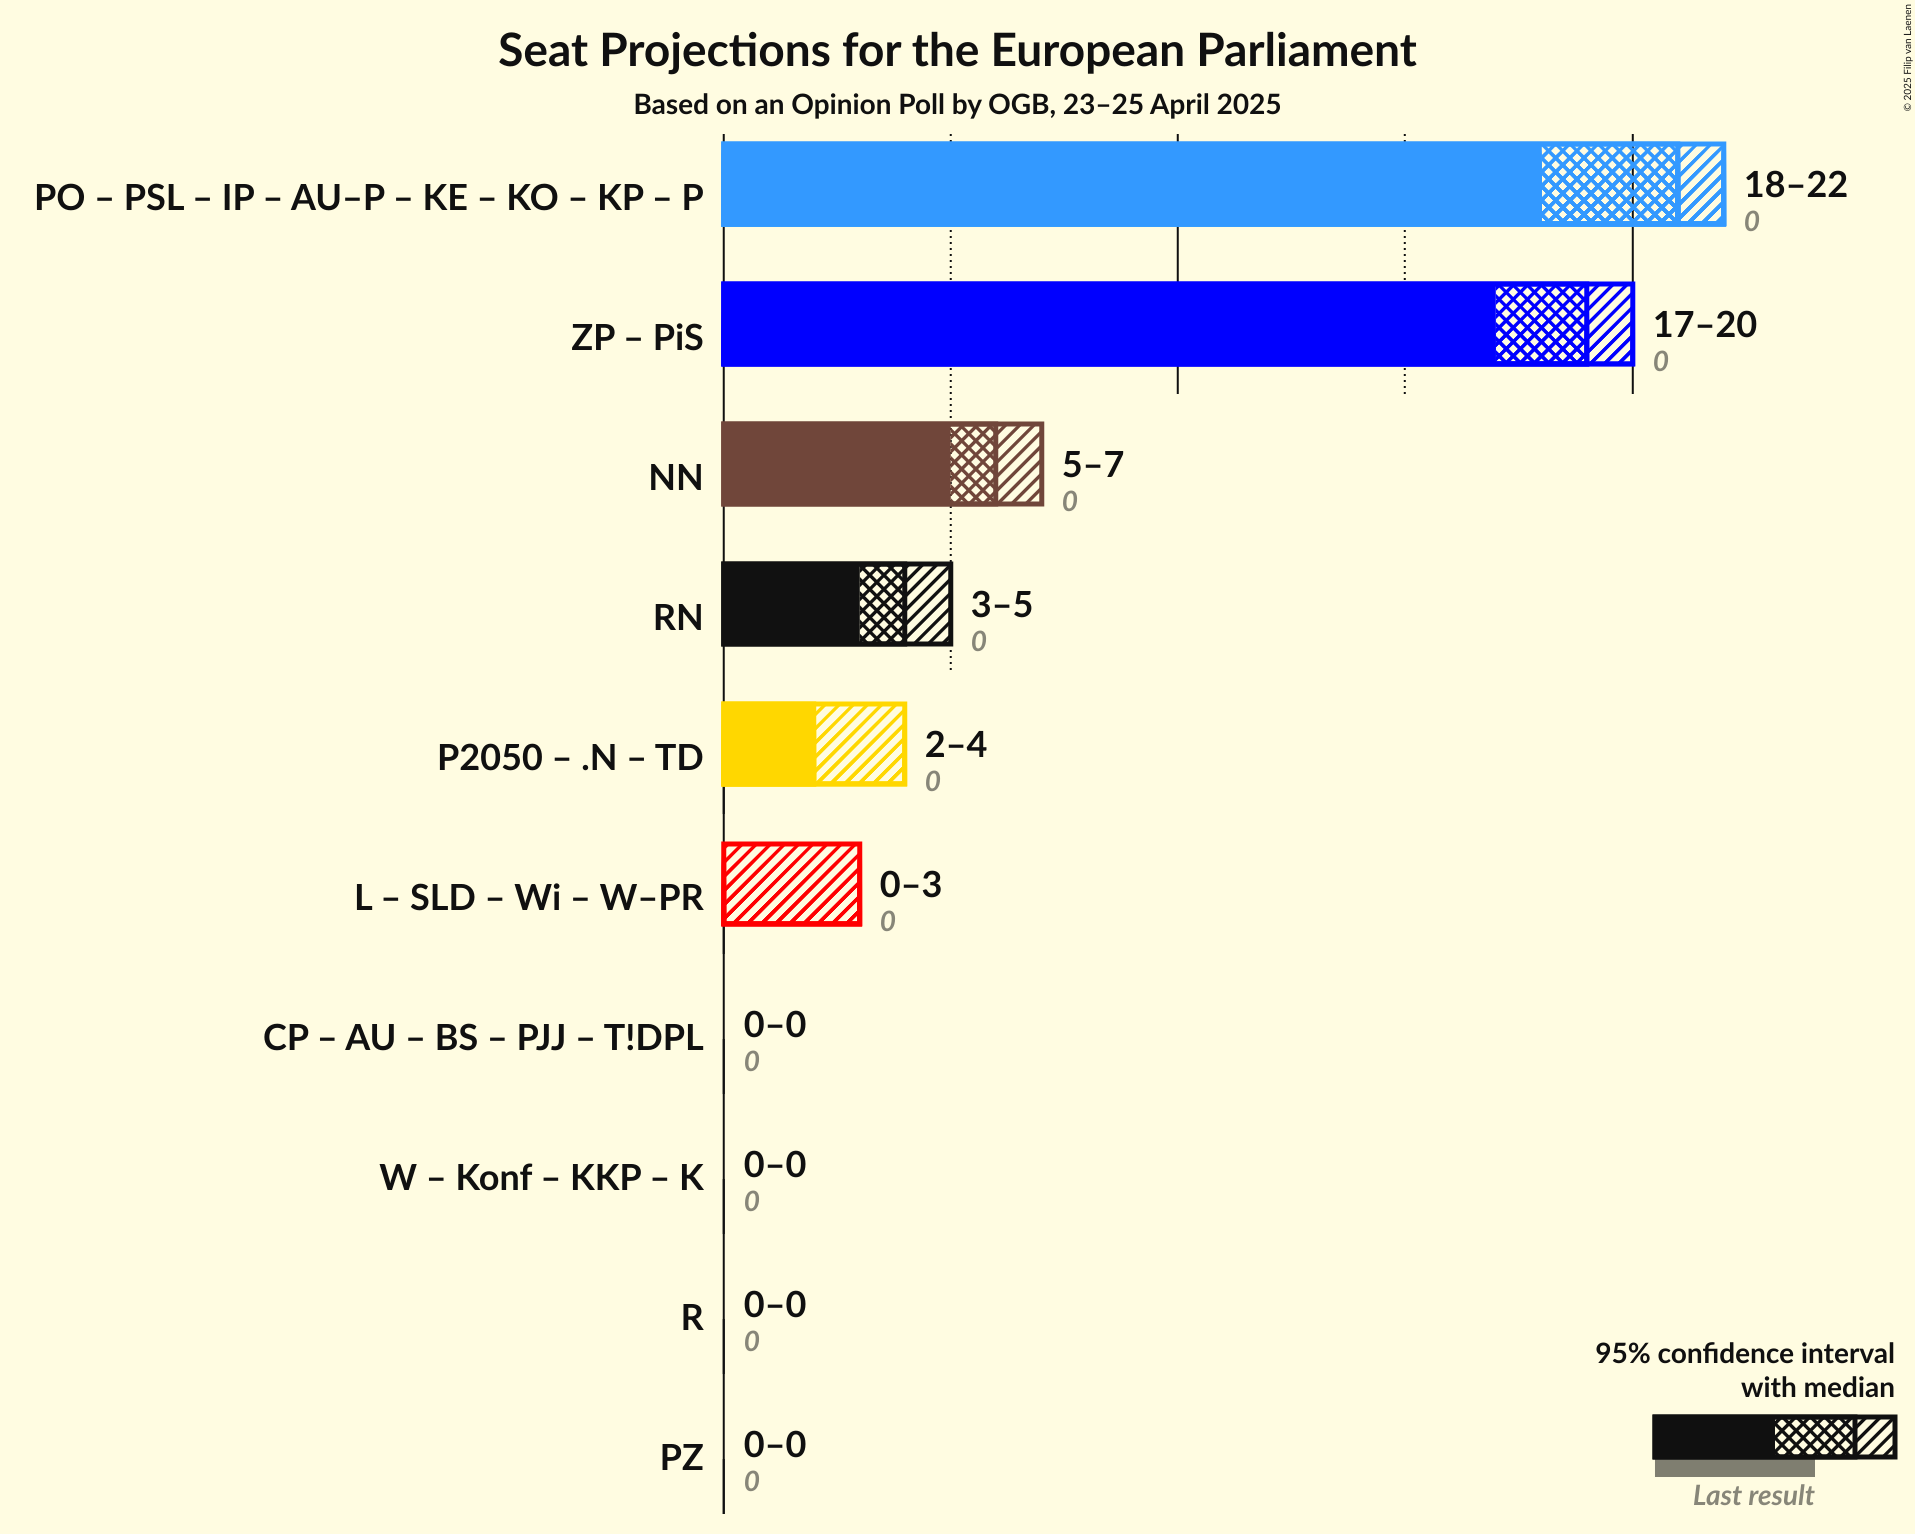 Seat Projections for the European Parliament
Based on an Opinion Poll by OGB, 23–25 April 2025
© 2025 Filip van Laenen
PO – PSL – IP – AU–P – KE – KO – KP – P
18–22
0
ZP – PiS
17–20
0
NN
5–7
0
RN
3–5
0
P2050 – .N – TD
2–4
0
L – SLD – Wi – W–PR
0–3
0
CP – AU – BS – PJJ – T!DPL
0–0
0
W – Konf – KKP – K
0–0
0
R
0–0
0
PZ
0–0
0
95% confidence interval
with median
Last result